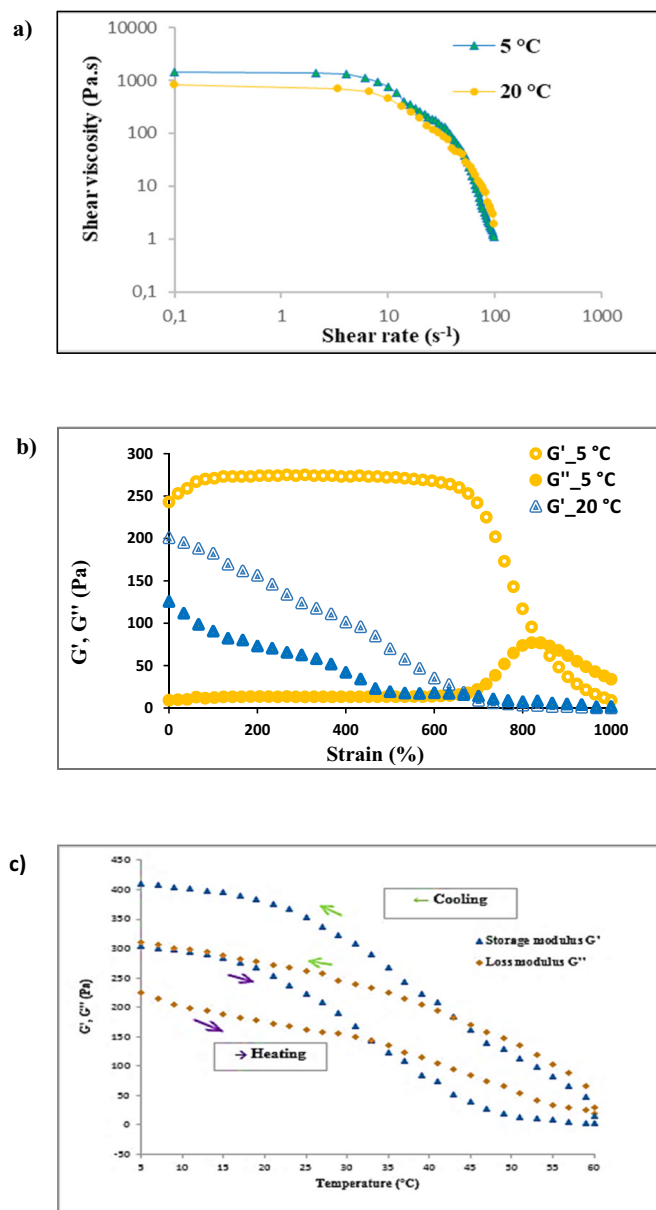 a)
10000
1000
100
10
1
0,1
Shear viscosity (Pa.s)
5 °C
20 °C
0,1
1
10
100
1000
Shear rate (s-1)
b)
300
250
200
150
100
50
0
G', G'' (Pa)
G'_5 °C
G''_5 °C
G'_20 °C
0
200
400
600
800
1000
Strain (%)
c)
450
400
350
300
250
200
150
100
50
0
-50
G', G'' (Pa)
← Cooling
Storage modulus G'
Loss modulus G''
→ Heating
5
10
15
20
25
30
35
40
45
50
55
60
Temperature (°C)